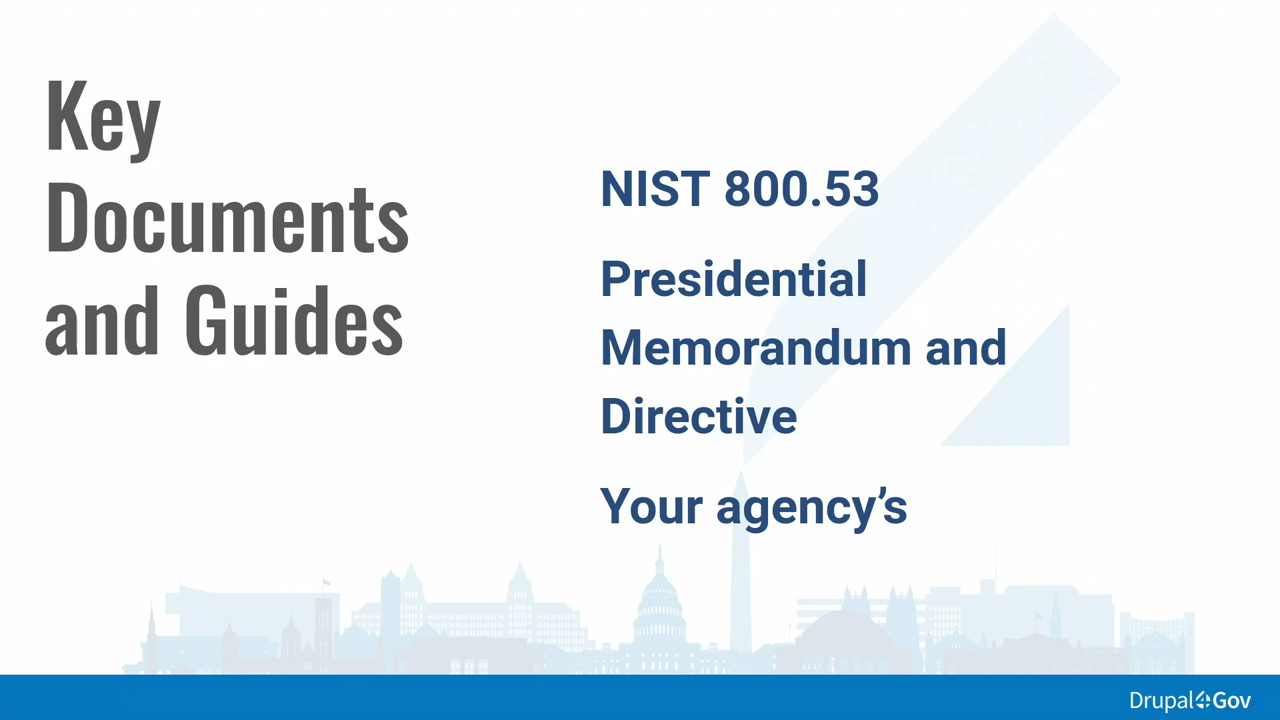 Key
Documents
and Guides
NIST 800.53
Presidential
Memorandum and
Directive
Your agency’s
Drupal4Gov